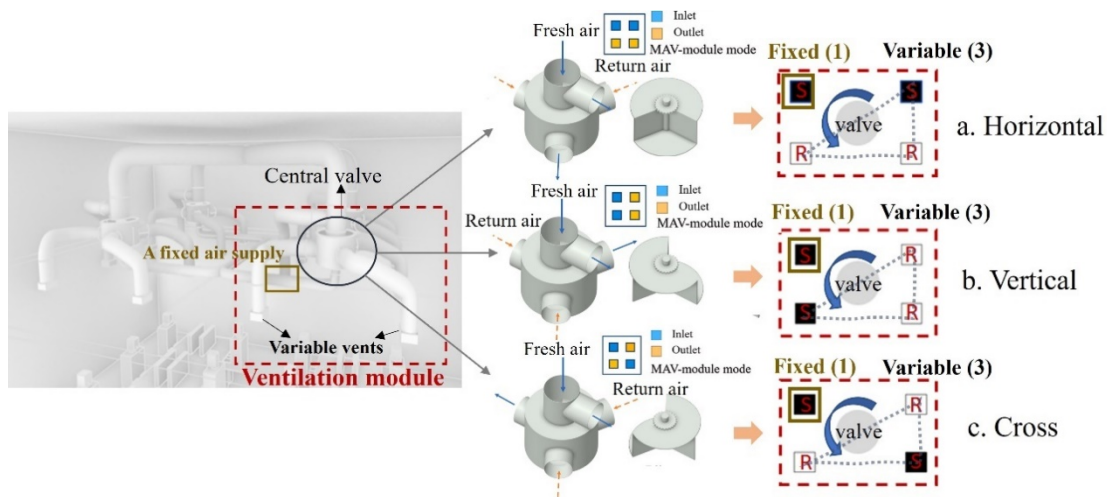 Central valve
A fixed air supply
Variable vents
Ventilation module
Fresh air
Inlet
Outlet
MAV-module mode
Return air
Fixed (1)
Variable (3)
S
S
valve
R
R
a. Horizontal
Fresh air
Inlet
Outlet
MAV-module mode
Return air
Fixed (1)
Variable (3)
S
R
valve
S
R
b. Vertical
Fresh air
Inlet
Outlet
MAV-module mode
Return air
Fixed (1)
Variable (3)
S
R
valve
R
S
c. Cross